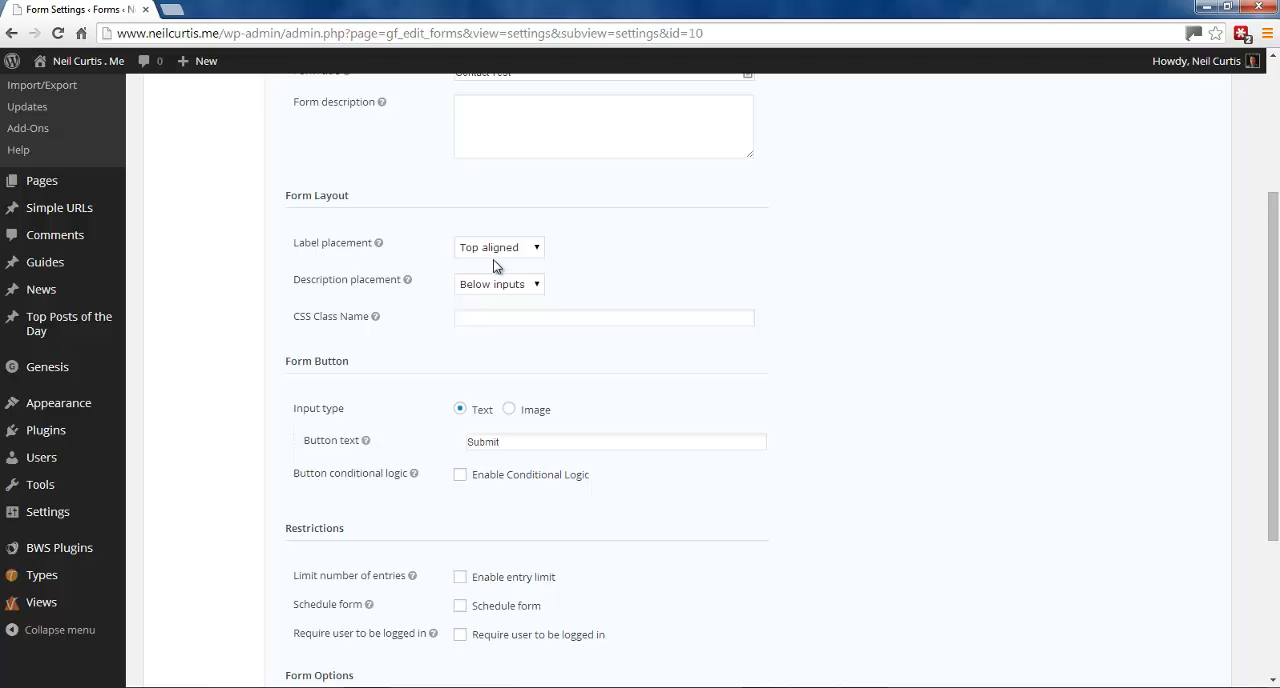 Form Settings ‹ Forms ‹ N
www.neilcurtis.me/wp-admin/admin.php?page=gf_edit_forms&view=settings&subview=settings&id=10
2
Neil Curtis . Me
0
New
Howdy, Neil Curtis
Import/Export
Updates
Add-Ons
Help
Pages
Simple URLs
Comments
Guides
News
Top Posts of the
Day
Genesis
Appearance
Plugins
Users
Tools
Settings
BWS Plugins
Types
Views
Collapse menu
Contact Test
Form description
Form Layout
Label placement
Top aligned
Description placement
Below inputs
CSS Class Name
Form Button
Input type
Text
Image
Button text
Submit
Button conditional logic
Enable Conditional Logic
Restrictions
Limit number of entries
Enable entry limit
Schedule form
Schedule form
Require user to be logged in
Require user to be logged in
Form Options